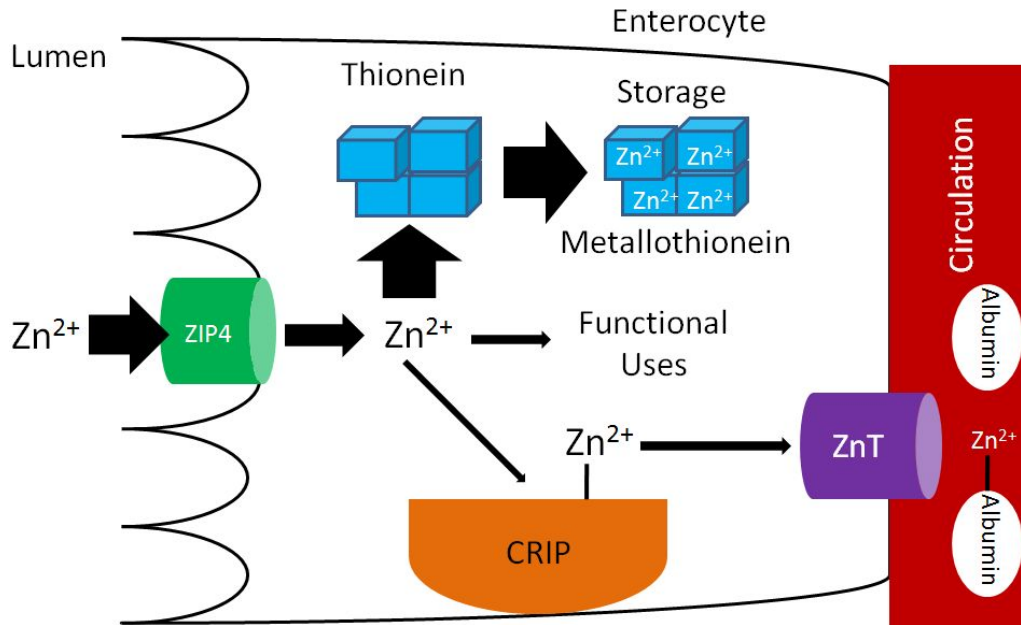 Enterocyte
Lumen
Thionein
Storage
Zn²⁺ Zn²⁺
Zn²⁺ Zn²⁺
Metallothionein
Circulation
Zn²⁺
ZIP4
Zn²⁺
Functional
Uses
Albumin
Zn²⁺
ZnT
Zn²⁺
CRIP
Albumin